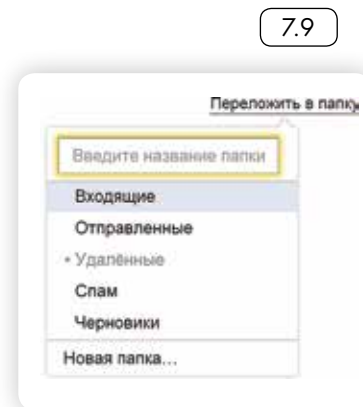 7.9
Переложить в папку
Введите название папки
Входящие
Отправленные
• Удалённые
Спам
Черновики
Новая папка...